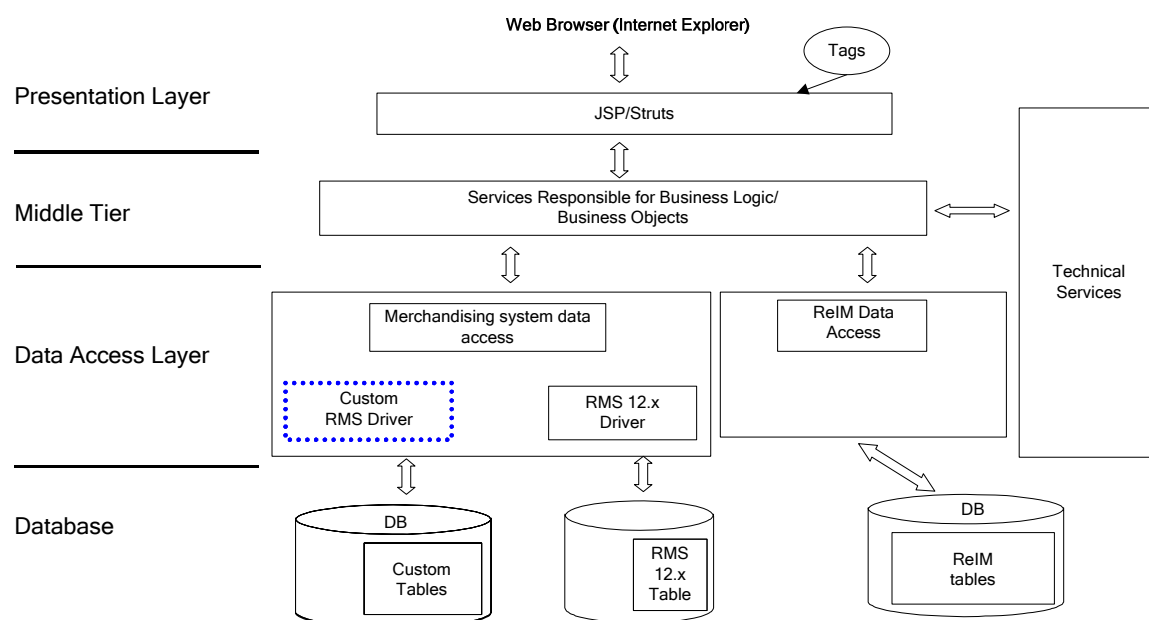 Web Browser (Internet Explorer)
Tags
Presentation Layer
JSP/Struts
Middle Tier
Services Responsible for Business Logic/
Business Objects
Technical
Services
Data Access Layer
Merchandising system data
access
ReIM Data
Access
Custom
RMS Driver
RMS 12.x
Driver
Database
DB
Custom
Tables
RMS
12.x
Table
DB
ReIM
tables